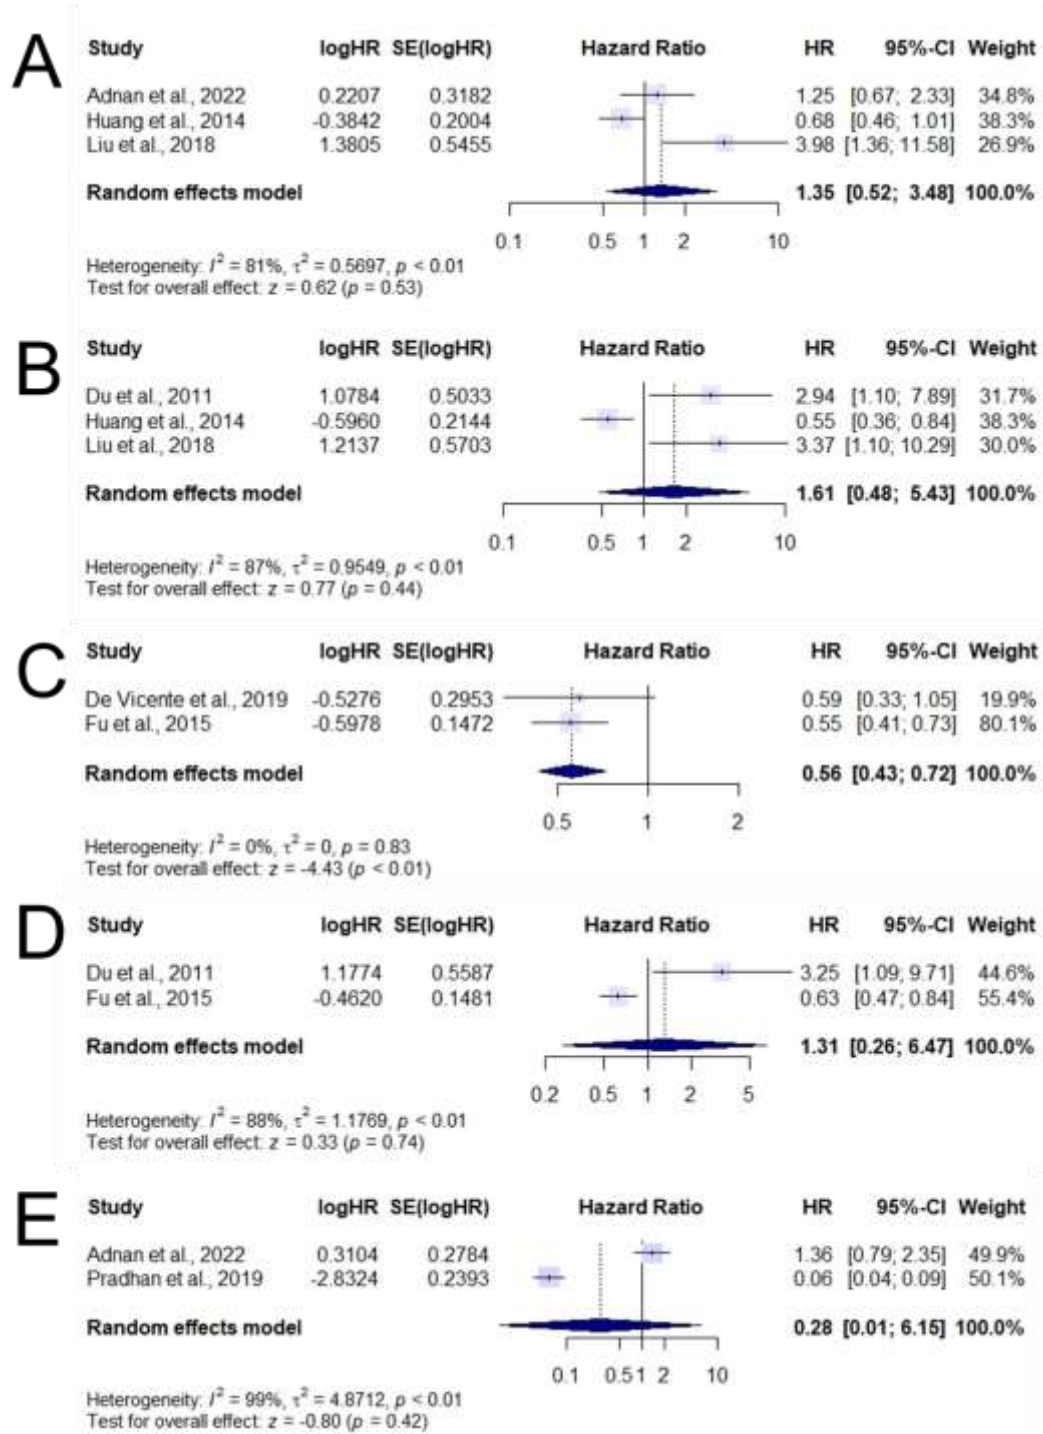 A
Study logHR SE(logHR) Hazard Ratio HR 95%-CI Weight
Adnan et al., 2022 0.2207 0.3182 1.25 [0.67; 2.33] 34.8%
Huang et al., 2014 -0.3842 0.2004 0.68 [0.46; 1.01] 38.3%
Liu et al., 2018 1.3805 0.5455 3.98 [1.36; 11.58] 26.9%
Random effects model 1.35 [0.52; 3.48] 100.0%
0.1 0.5 1 2 10
Heterogeneity: I² = 81%, τ² = 0.5697, p < 0.01
Test for overall effect: z = 0.62 (p = 0.53)
B
Study logHR SE(logHR) Hazard Ratio HR 95%-CI Weight
Du et al., 2011 1.0784 0.5033 2.94 [1.10; 7.89] 31.7%
Huang et al., 2014 -0.5960 0.2144 0.55 [0.36; 0.84] 38.3%
Liu et al., 2018 1.2137 0.5703 3.37 [1.10; 10.29] 30.0%
Random effects model 1.61 [0.48; 5.43] 100.0%
0.1 0.5 1 2 10
Heterogeneity: I² = 87%, τ² = 0.9549, p < 0.01
Test for overall effect: z = 0.77 (p = 0.44)
C
Study logHR SE(logHR) Hazard Ratio HR 95%-CI Weight
De Vicente et al., 2019 -0.5276 0.2953 0.59 [0.33; 1.05] 19.9%
Fu et al., 2015 -0.5978 0.1472 0.55 [0.41; 0.73] 80.1%
Random effects model 0.56 [0.43; 0.72] 100.0%
0.5 1 2
Heterogeneity: I² = 0%, τ² = 0, p = 0.83
Test for overall effect: z = -4.43 (p < 0.01)
D
Study logHR SE(logHR) Hazard Ratio HR 95%-CI Weight
Du et al., 2011 1.1774 0.5587 3.25 [1.09; 9.71] 44.6%
Fu et al., 2015 -0.4620 0.1481 0.63 [0.47; 0.84] 55.4%
Random effects model 1.31 [0.26; 6.47] 100.0%
0.2 0.5 1 2 5
Heterogeneity: I² = 88%, τ² = 1.1769, p < 0.01
Test for overall effect: z = 0.33 (p = 0.74)
E
Study logHR SE(logHR) Hazard Ratio HR 95%-CI Weight
Adnan et al., 2022 0.3104 0.2784 1.36 [0.79; 2.35] 49.9%
Pradhan et al., 2019 -2.8324 0.2393 0.06 [0.04; 0.09] 50.1%
Random effects model 0.28 [0.01; 6.15] 100.0%
0.1 0.5 1 2 10
Heterogeneity: I² = 99%, τ² = 4.8712, p < 0.01
Test for overall effect: z = -0.80 (p = 0.42)